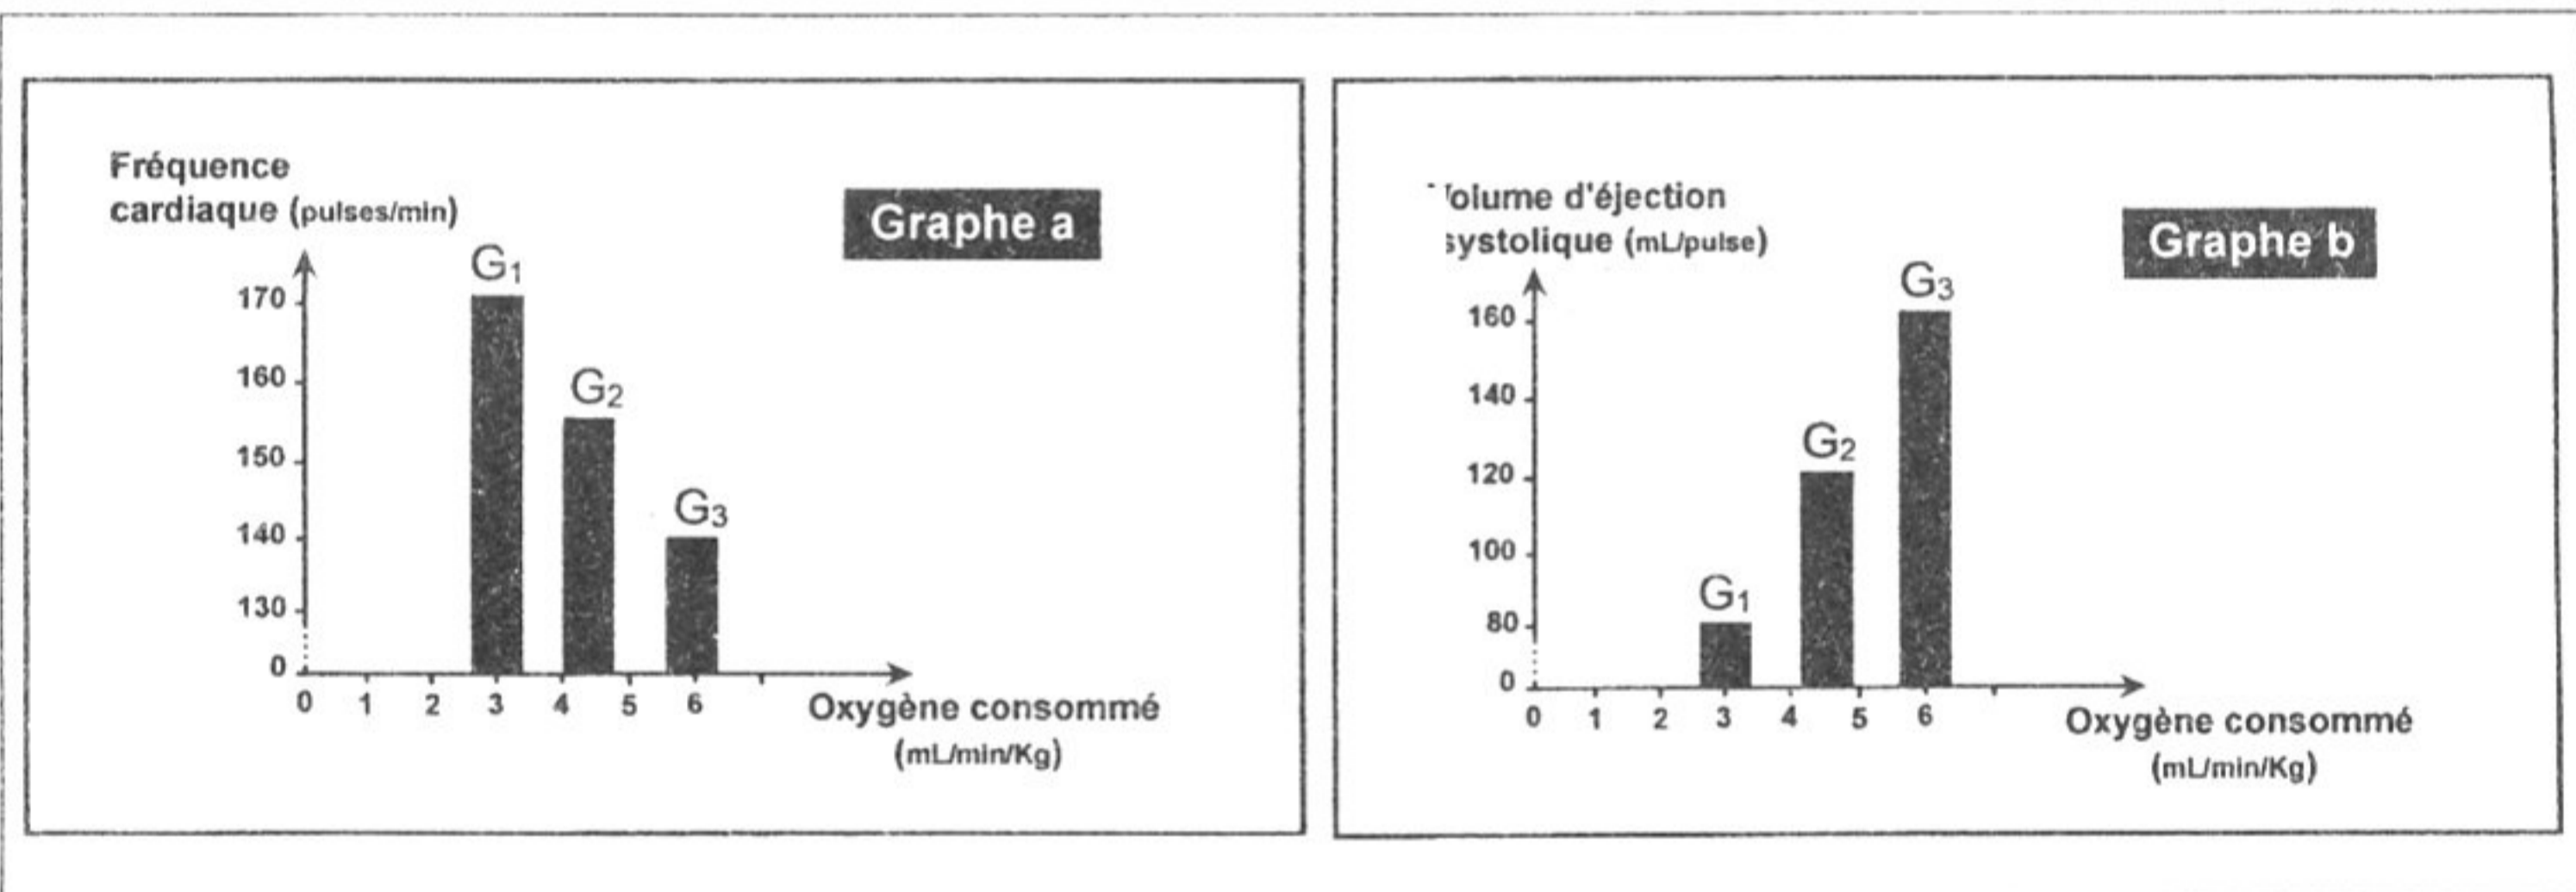 Fréquence
cardiaque (pulses/min)
Graphe a
G1
170
160
G2
150
G3
140
130
0
0 1 2 3 4 5 6
Oxygène consommé
(mL/min/Kg)
olume d'éjection
systolique (mL/pulse)
Graphe b
G3
160
140
G2
120
100
G1
80
0
0 1 2 3 4 5 6
Oxygène consommé
(mL/min/Kg)